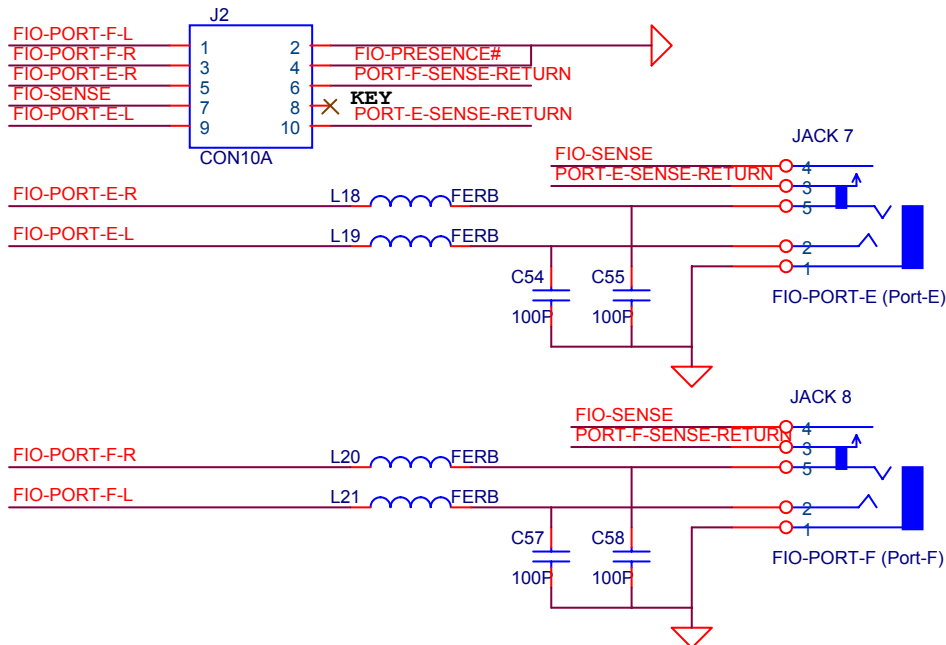 J2
FIO-PORT-F-L
1
2
FIO-PORT-F-R
3
4
FIO-PRESENCE#
FIO-PORT-E-R
5
6
PORT-F-SENSE-RETURN
FIO-SENSE
7
8
KEY
FIO-PORT-E-L
9
10
PORT-E-SENSE-RETURN
CON10A
JACK 7
FIO-SENSE
4
PORT-E-SENSE-RETURN
3
FIO-PORT-E-R
L18
FERB
5
FIO-PORT-E-L
L19
FERB
2
1
C54
C55
100P
100P
FIO-PORT-E (Port-E)
JACK 8
FIO-SENSE
4
PORT-F-SENSE-RETURN
3
FIO-PORT-F-R
L20
FERB
5
FIO-PORT-F-L
L21
FERB
2
1
C57
C58
100P
100P
FIO-PORT-F (Port-F)